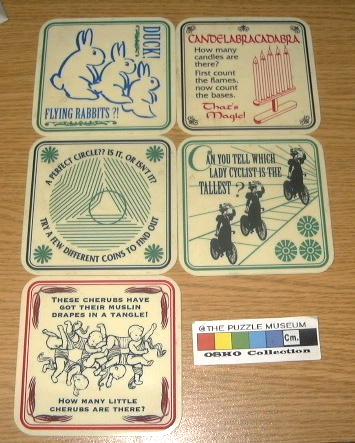 DUCK!
FLYING RABBITS ?!
CANDELABRACADABRA
How many
candles are
there?
First count
the flames,
now count
the bases.
That's
Magic!
A PERFECT CIRCLE?? IS IT, OR ISN'T IT?
TRY A FEW DIFFERENT COINS TO FIND OUT
CAN YOU TELL WHICH
LADY CYCLIST IS THE
TALLEST ?
THESE CHERUBS HAVE
GOT THEIR MUSLIN
DRAPES IN A TANGLE!
HOW MANY LITTLE
CHERUBS ARE THERE?
@THE PUZZLE MUSEUM
Cm.
OSHO Collection